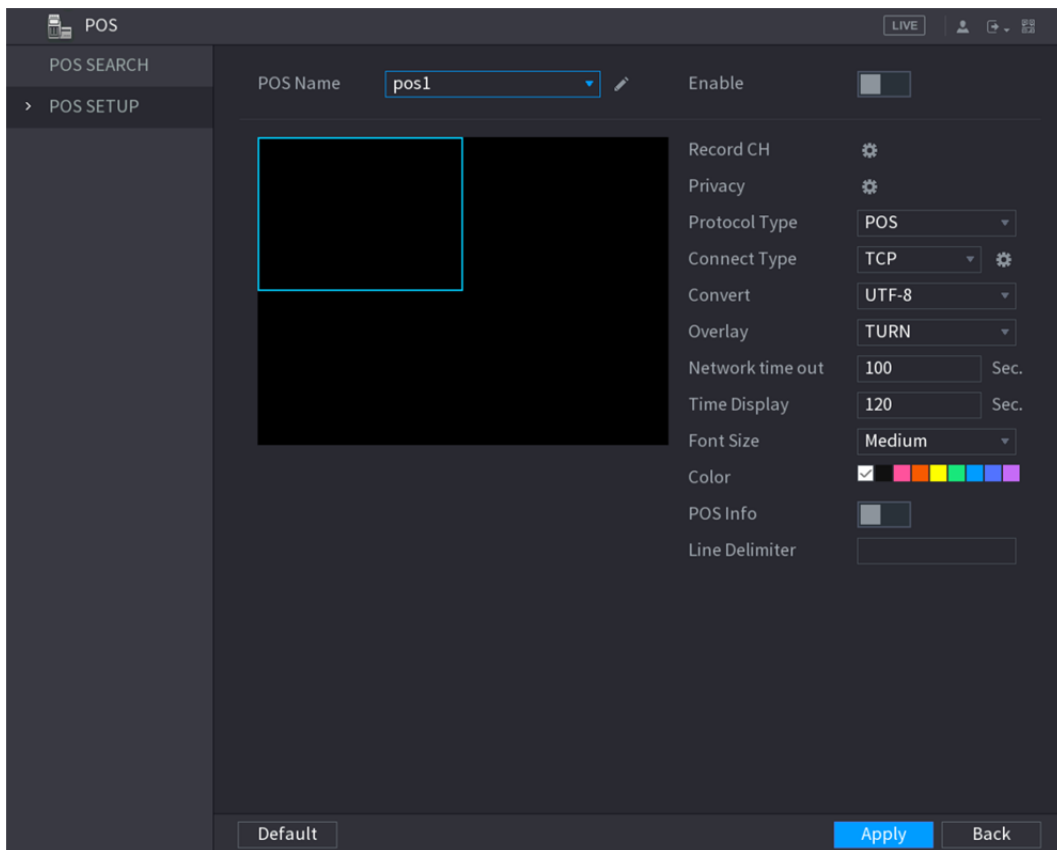 POS
LIVE
POS SEARCH
POS SETUP
POS Name pos1 Enable
Record CH
Privacy
Protocol Type POS
Connect Type TCP
Convert UTF-8
Overlay TURN
Network time out 100 Sec.
Time Display 120 Sec.
Font Size Medium
Color
POS Info
Line Delimiter
Default Apply Back